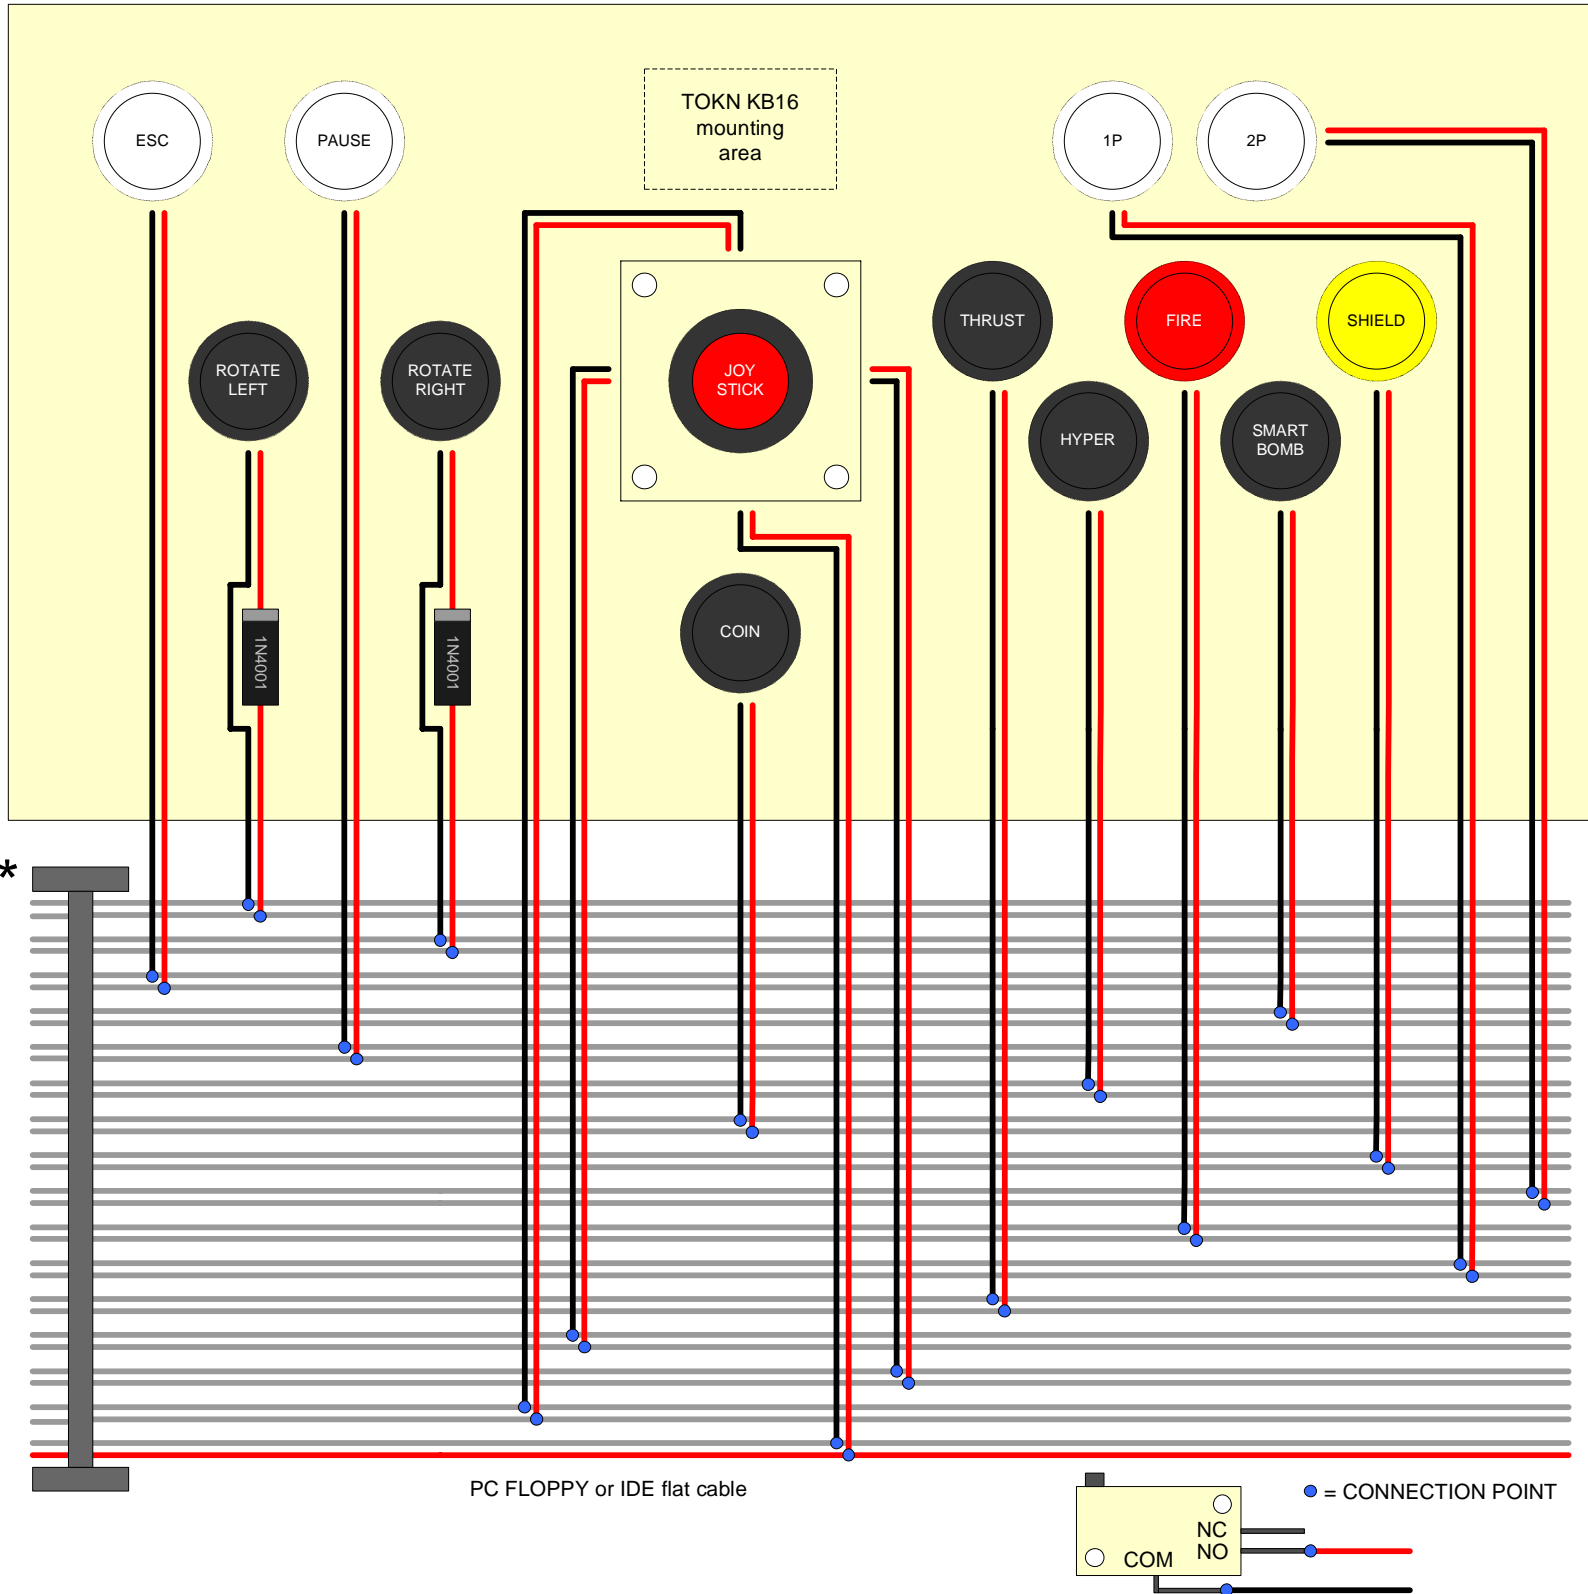 TOKN KB16
mounting
area
ESC
PAUSE
1P
2P
THRUST
FIRE
SHIELD
ROTATE
LEFT
ROTATE
RIGHT
JOY
STICK
HYPER
SMART
BOMB
COIN
1N4001
1N4001
*
PC FLOPPY or IDE flat cable
= CONNECTION POINT
NC
NO
COM